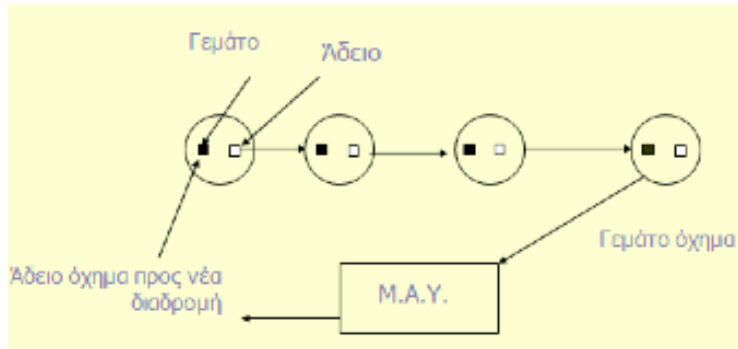 Γεμάτο
Άδειο
Γεμάτο όχημα
Άδειο όχημα προς νέα
διαδρομή
Μ.Α.Υ.